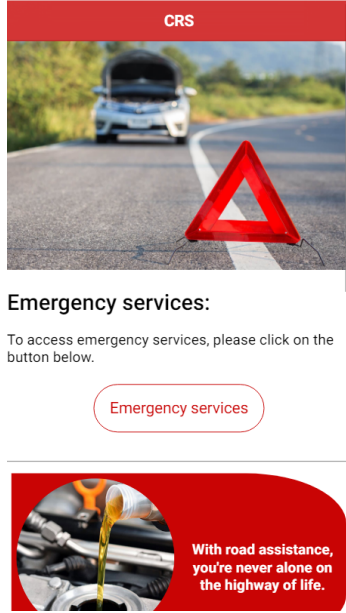 CRS
Emergency services:
To access emergency services, please click on the
button below.
Emergency services
With road assistance,
you're never alone on
the highway of life.